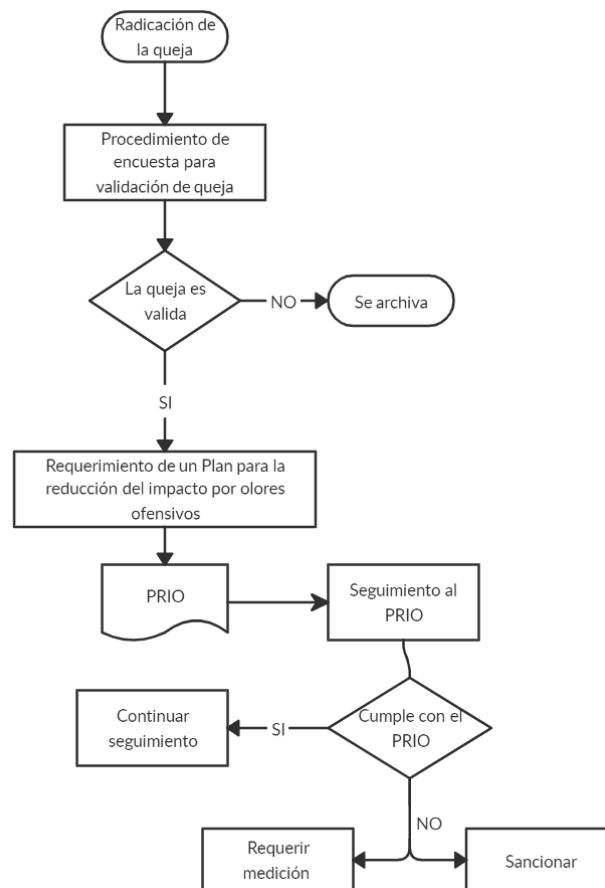 Radicación de
la queja
Procedimiento de
encuesta para
validación de queja
La queja es
valida
NO
Se archiva
SI
Requerimiento de un Plan para la
reducción del impacto por olores
ofensivos
PRIO
Seguimiento al
PRIO
Cumple con el
PRIO
SI
Continuar
seguimiento
NO
Requerir
medición
Sancionar